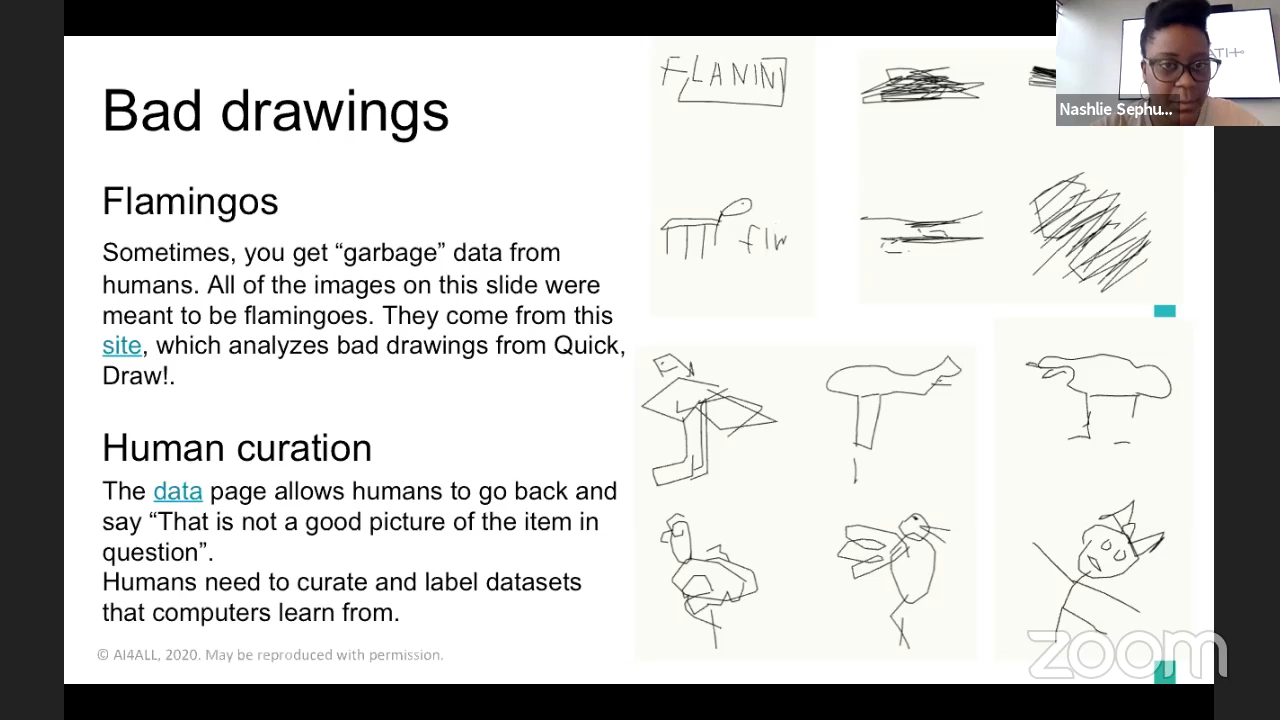 Bad drawings
Flamingos
Sometimes, you get “garbage” data from
humans. All of the images on this slide were
meant to be flamingoes. They come from this
site, which analyzes bad drawings from Quick,
Draw!.
Human curation
The data page allows humans to go back and
say “That is not a good picture of the item in
question”.
Humans need to curate and label datasets
that computers learn from.
© AI4ALL, 2020. May be reproduced with permission.
FLANIN
Nashlie Sephu...
zoom